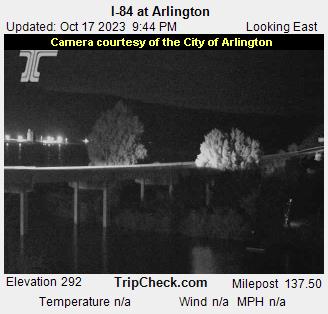 I-84 at Arlington
Updated: Oct 17 2023 9:44 PM Looking East
Camera courtesy of the City of Arlington
Elevation 292 TripCheck.com Milepost 137.50
Temperature n/a Wind n/a MPH n/a